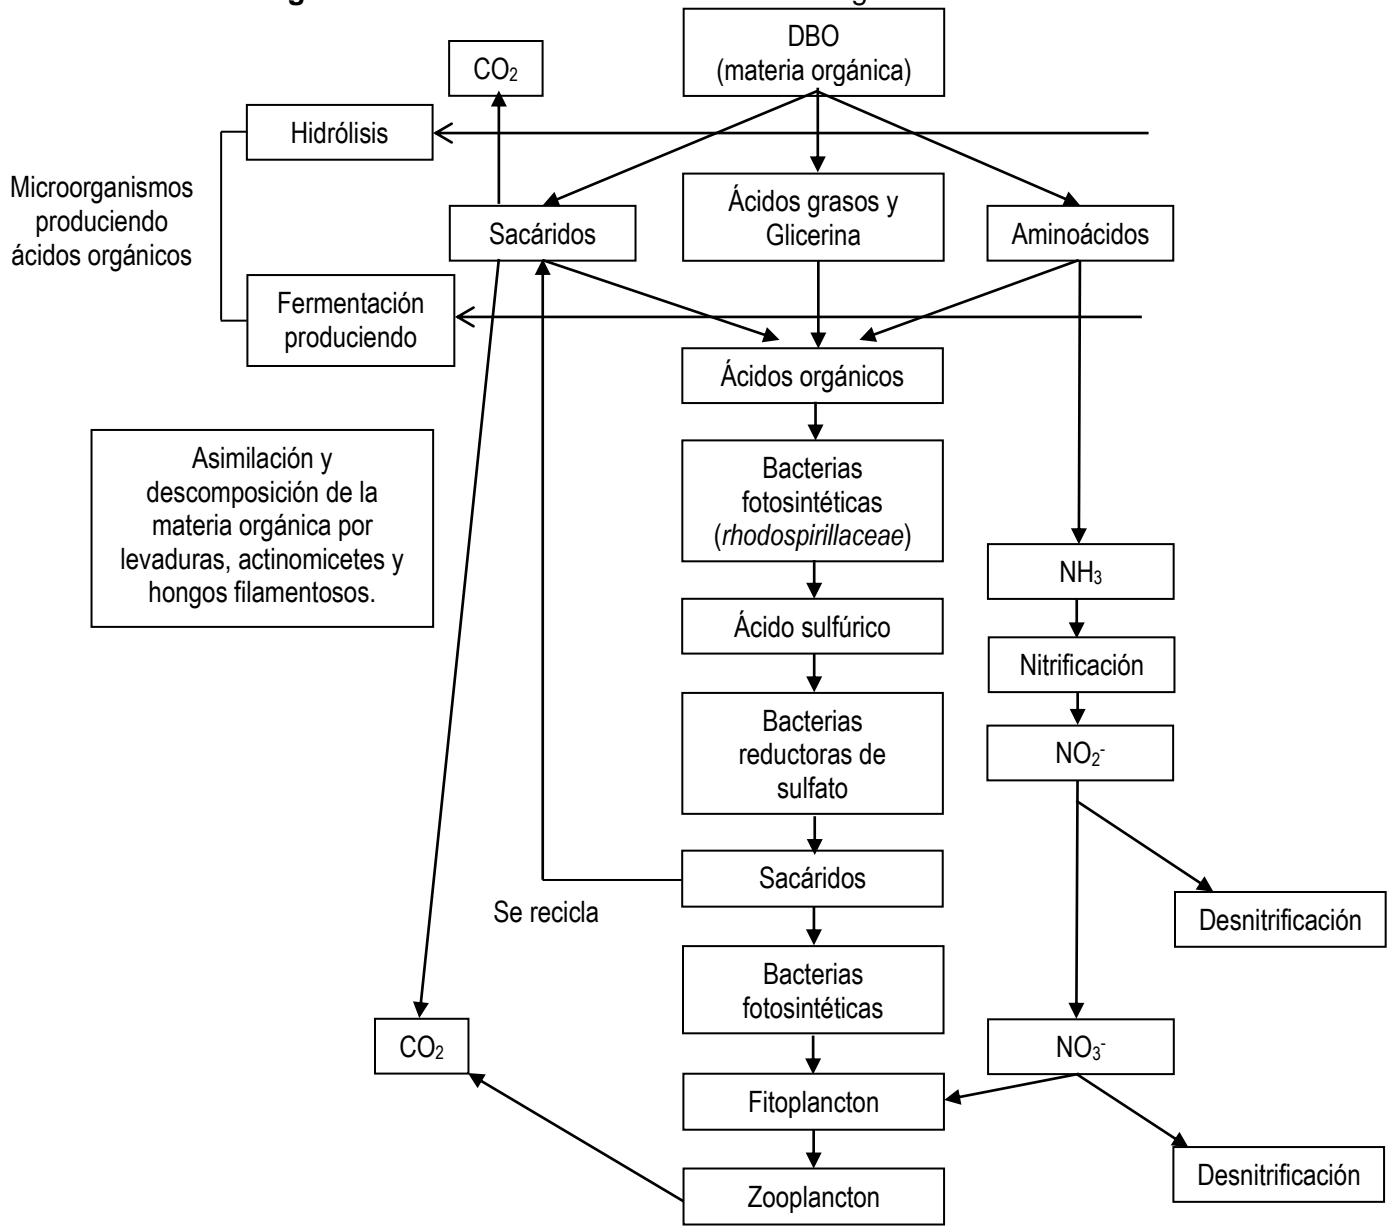 DBO
(materia orgánica)
CO₂
Hidrólisis
Microorganismos
produciendo
ácidos orgánicos
Ácidos grasos y
Glicerina
Sacáridos
Aminoácidos
Fermentación
produciendo
Ácidos orgánicos
Asimilación y
descomposición de la
materia orgánica por
levaduras, actinomicetes y
hongos filamentosos.
Bacterias
fotosintéticas
(rhodospirillaceae)
NH₃
Ácido sulfúrico
Nitrificación
Bacterias
reductoras de
sulfato
NO₂⁻
Sacáridos
Se recicla
Desnitrificación
Bacterias
fotosintéticas
CO₂
NO₃⁻
Fitoplancton
Desnitrificación
Zooplancton